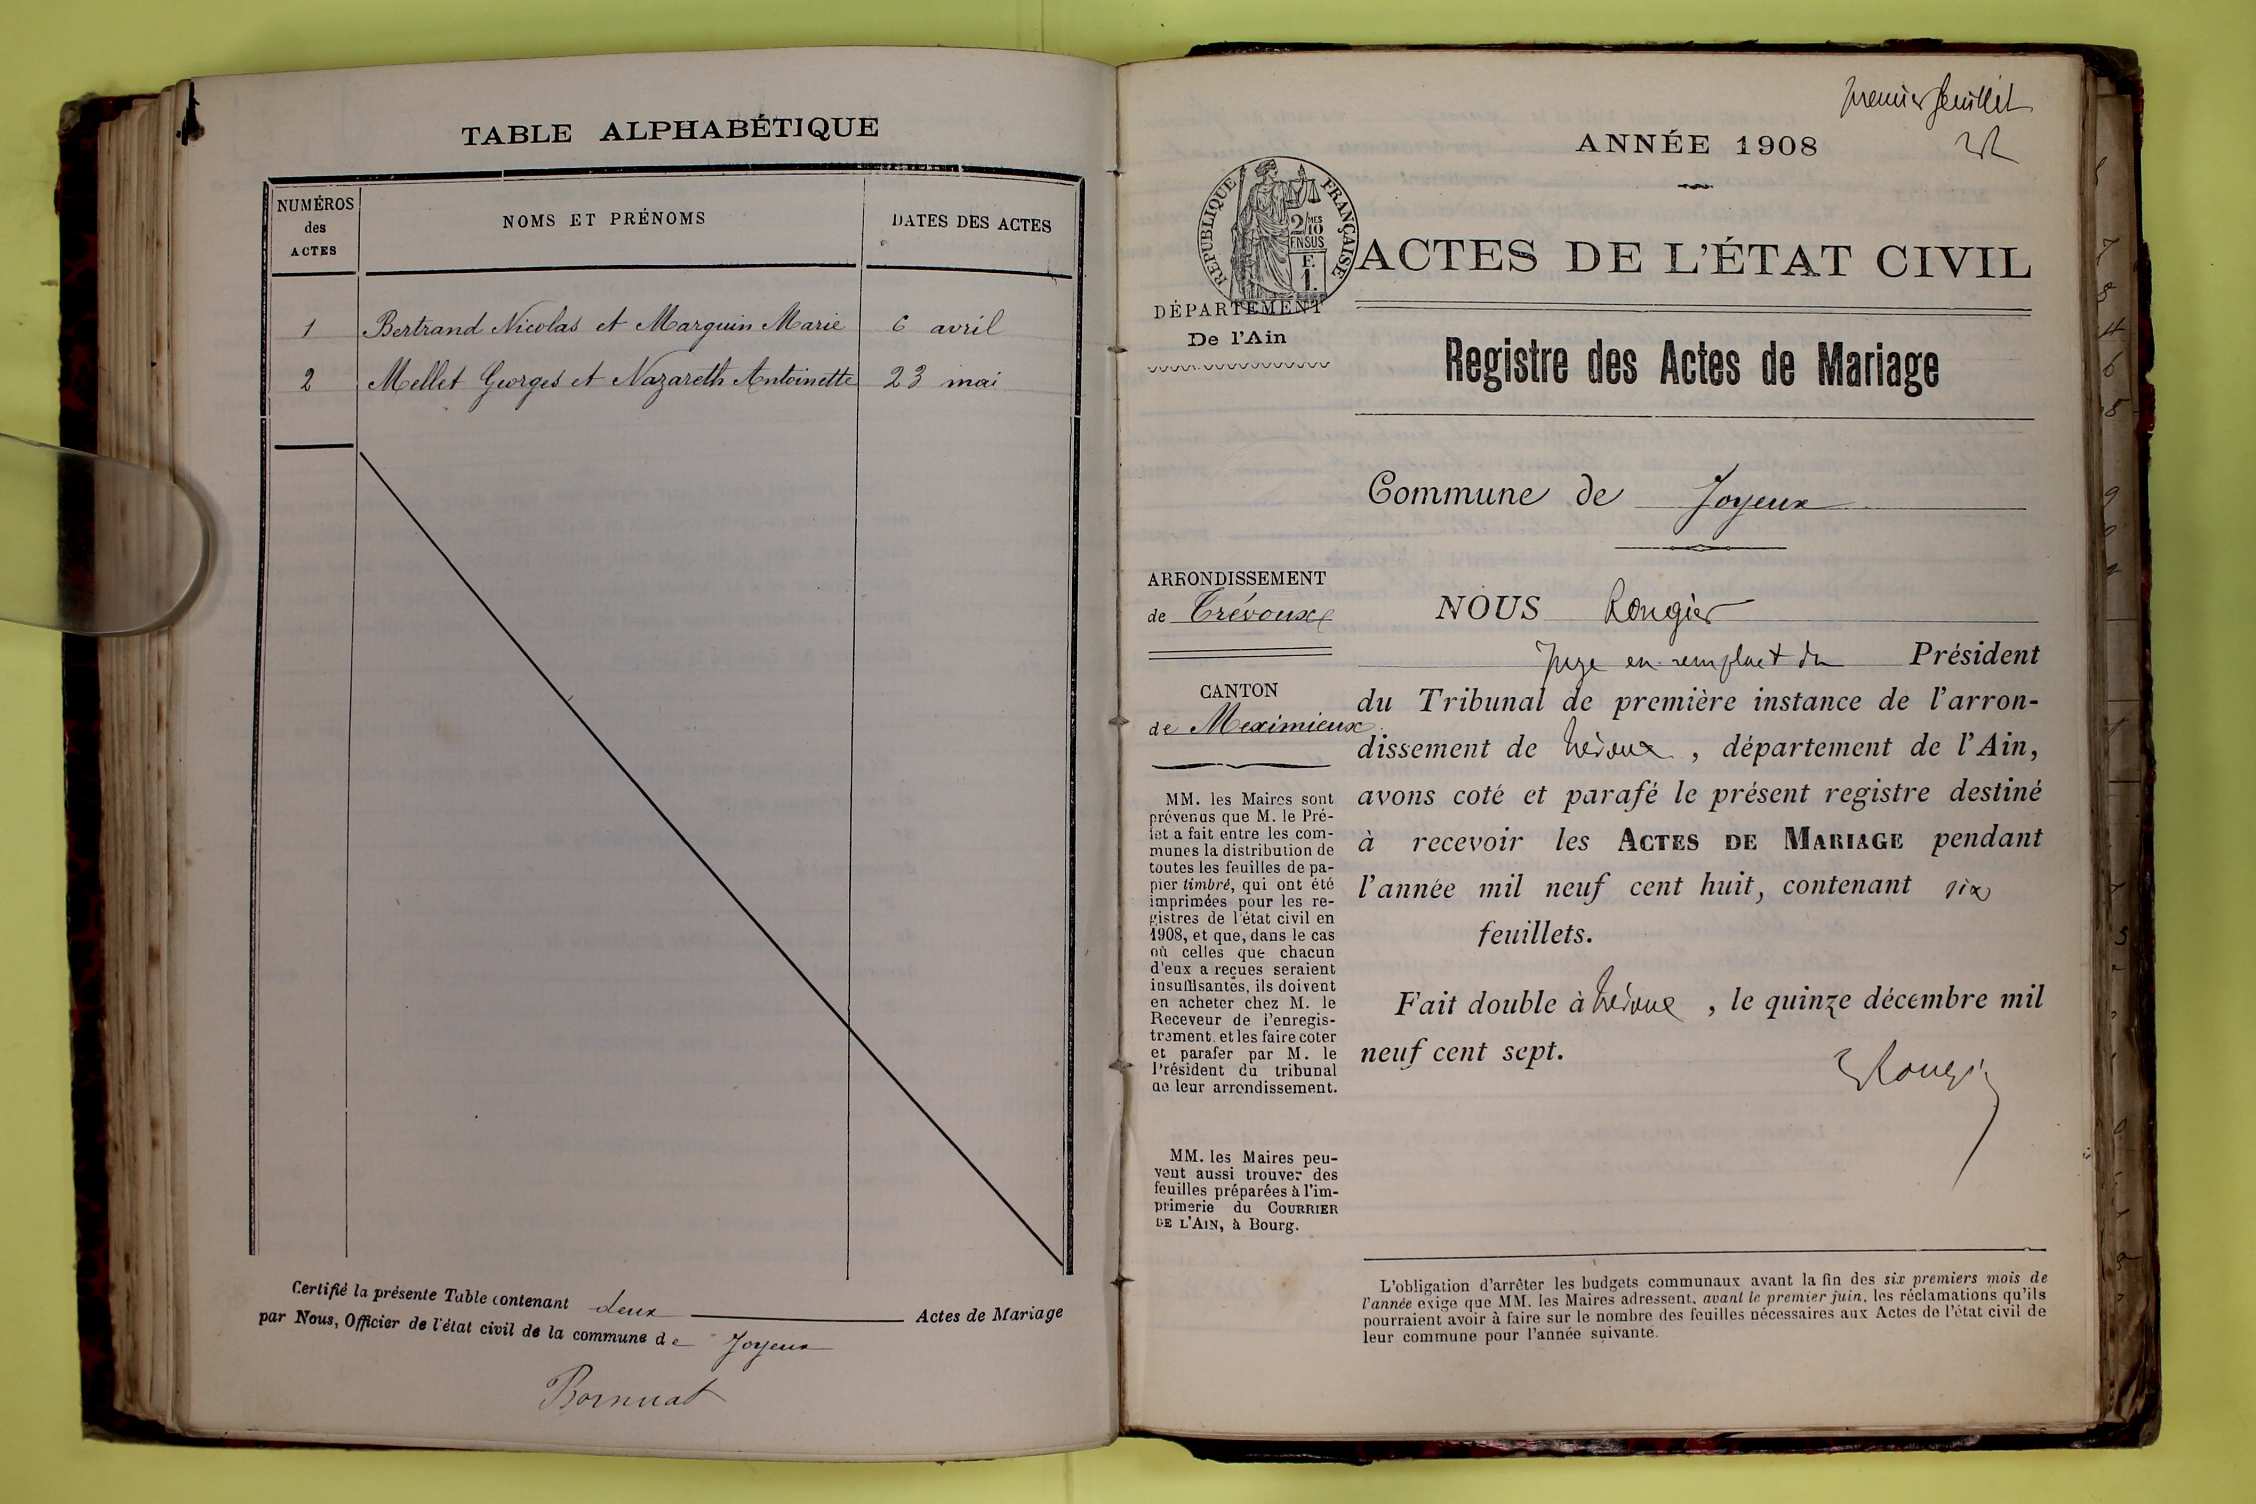 TABLE ALPHABÉTIQUE
NUMÉROS
des
ACTES
NOMS ET PRÉNOMS
DATES DES ACTES
1 Bertrand Nicolas et Marguin Marie 6 avril
2 Mellet Georges et Nazareth Antoinette 23 mai
Certifié la présente Table contenant deux Actes de Mariage
par Nous, Officier de l'état civil de la commune de Joyeux
Bornuat
premier feuillet
ANNÉE 1908
RÉPUBLIQUE FRANÇAISE
2/10MES
EN SUS
F.
1.
ACTES DE L'ÉTAT CIVIL
DÉPARTEMENT
De l'Ain
Registre des Actes de Mariage
Commune de Joyeux
ARRONDISSEMENT
de Trévoux
CANTON
de Meximieux
MM. les Maires sont
prévenus que M. le Pré-
fet a fait entre les com-
munes la distribution de
toutes les feuilles de pa-
pier timbré, qui ont été
imprimées pour les re-
gistres de l'état civil en
1908, et que, dans le cas
où celles que chacun
d'eux a reçues seraient
insuffisantes, ils doivent
en acheter chez M. le
Receveur de l'enregis-
trement, et les faire coter
et parafer par M. le
Président du tribunal
de leur arrondissement.
MM. les Maires peu-
vent aussi trouver des
feuilles préparées à l'im-
primerie du COURRIER
DE L'AIN, à Bourg.
NOUS Rougier
Juge en remplact du Président
du Tribunal de première instance de l'arron-
dissement de Trévoux, département de l'Ain,
avons coté et parafé le présent registre destiné
à recevoir les ACTES DE MARIAGE pendant
l'année mil neuf cent huit, contenant six
feuillets.
Fait double à Trévoux, le quinze décembre mil
neuf cent sept.
Rougier
L'obligation d'arrêter les budgets communaux avant la fin des six premiers mois de
l'année exige que MM. les Maires adressent, avant le premier juin, les réclamations qu'ils
pourraient avoir à faire sur le nombre des feuilles nécessaires aux Actes de l'état civil de
leur commune pour l'année suivante.